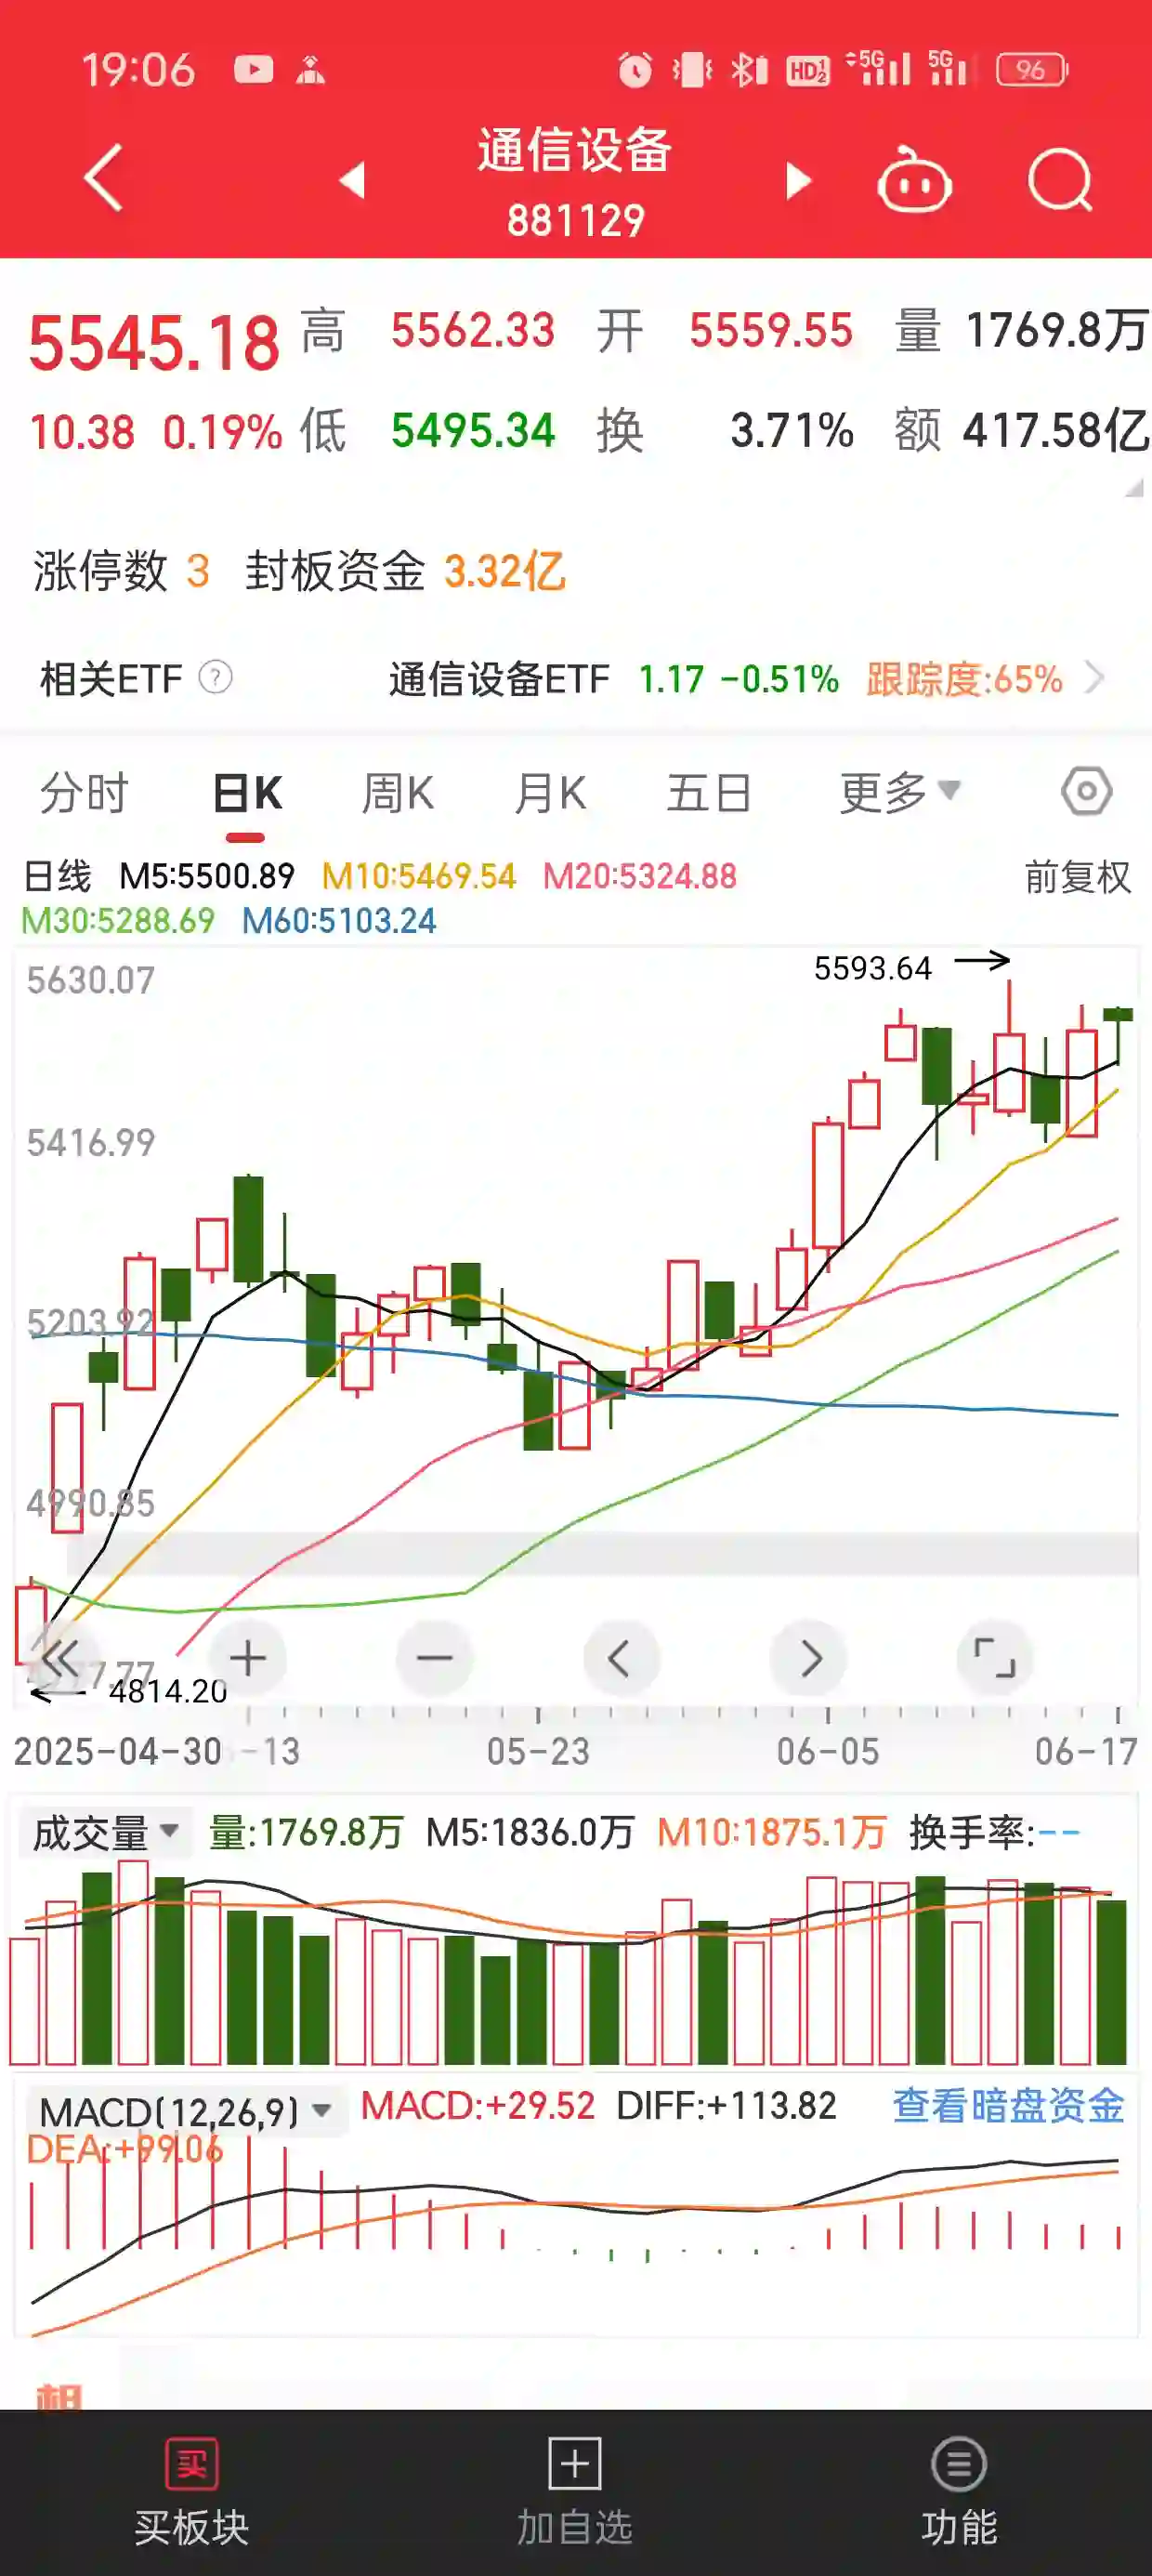 19:06 HD 1 2 5G 5G 96
通信设备
881129
5545.18 高 5562.33 开 5559.55 量 1769.8万
10.38 0.19% 低 5495.34 换 3.71% 额 417.58亿
涨停数 3 封板资金 3.32亿
相关ETF ? 通信设备ETF 1.17 -0.51% 跟踪度:65%
分时 日K 周K 月K 五日 更多
日线 M5:5500.89 M10:5469.54 M20:5324.88 前复权
M30:5288.69 M60:5103.24
5630.07
5593.64
5416.99
5203.92
4990.85
77.77
4814.20
2025-04-30 -13 05-23 06-05 06-17
成交量 量:1769.8万 M5:1836.0万 M10:1875.1万 换手率:--
MACD(12,26,9) MACD:+29.52 DIFF:+113.82 查看暗盘资金
DEA:+99.06
买
买板块 加自选 功能